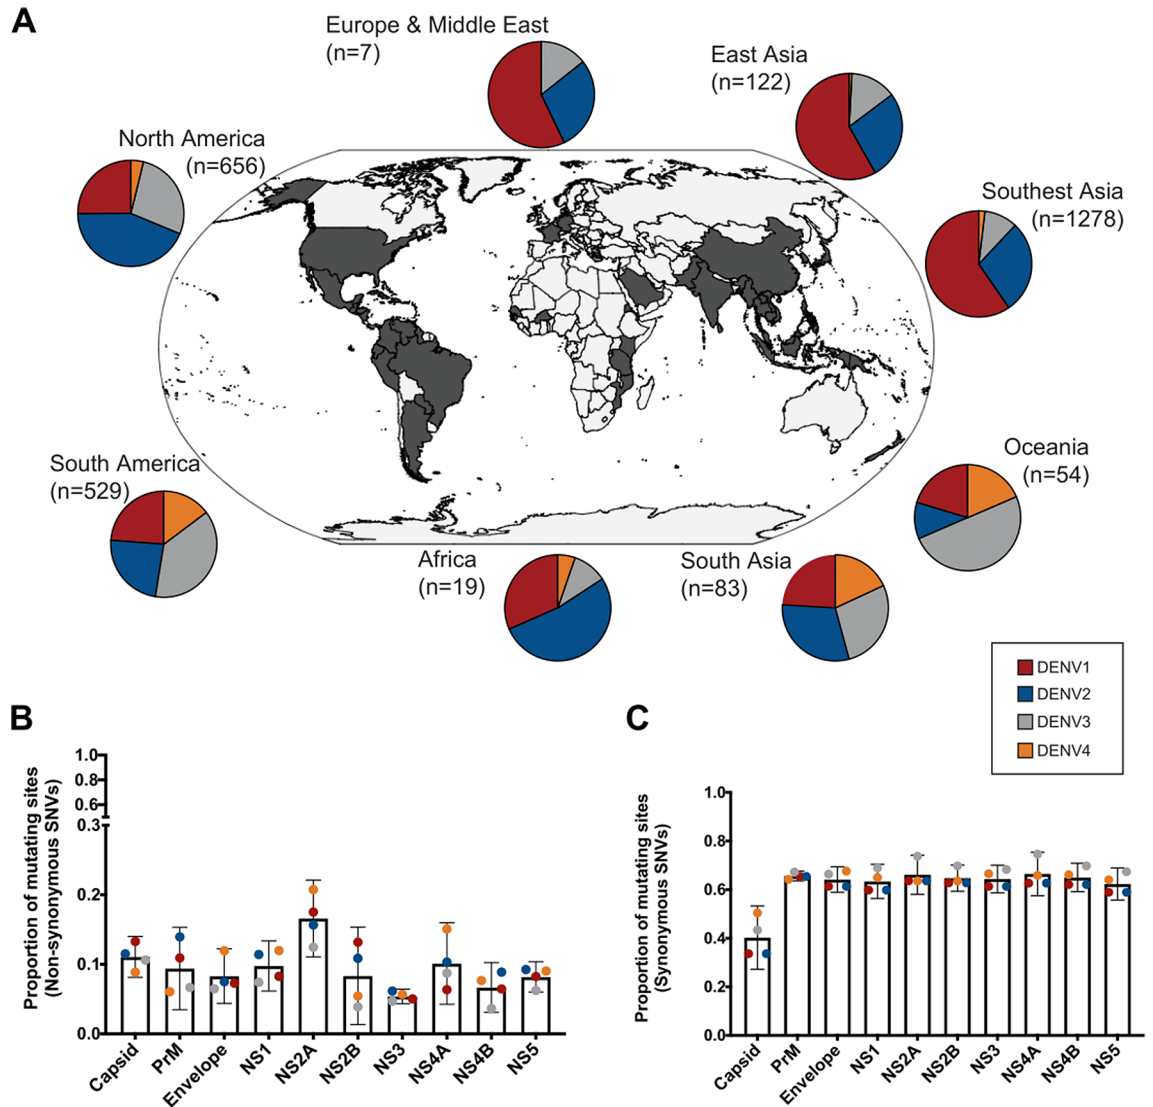 A
Europe & Middle East
(n=7)
East Asia
(n=122)
North America
(n=656)
Southest Asia
(n=1278)
South America
(n=529)
Oceania
(n=54)
Africa
(n=19)
South Asia
(n=83)
DENV1
DENV2
DENV3
DENV4
B
Proportion of mutating sites
(Non-synonymous SNVs)
1.0
0.8
0.6
0.3
0.2
0.1
0.0
Capsid
PrM
Envelope
NS1
NS2A
NS2B
NS3
NS4A
NS4B
NS5
C
Proportion of mutating sites
(Synonymous SNVs)
1.0
0.8
0.6
0.4
0.2
0.0
Capsid
PrM
Envelope
NS1
NS2A
NS2B
NS3
NS4A
NS4B
NS5